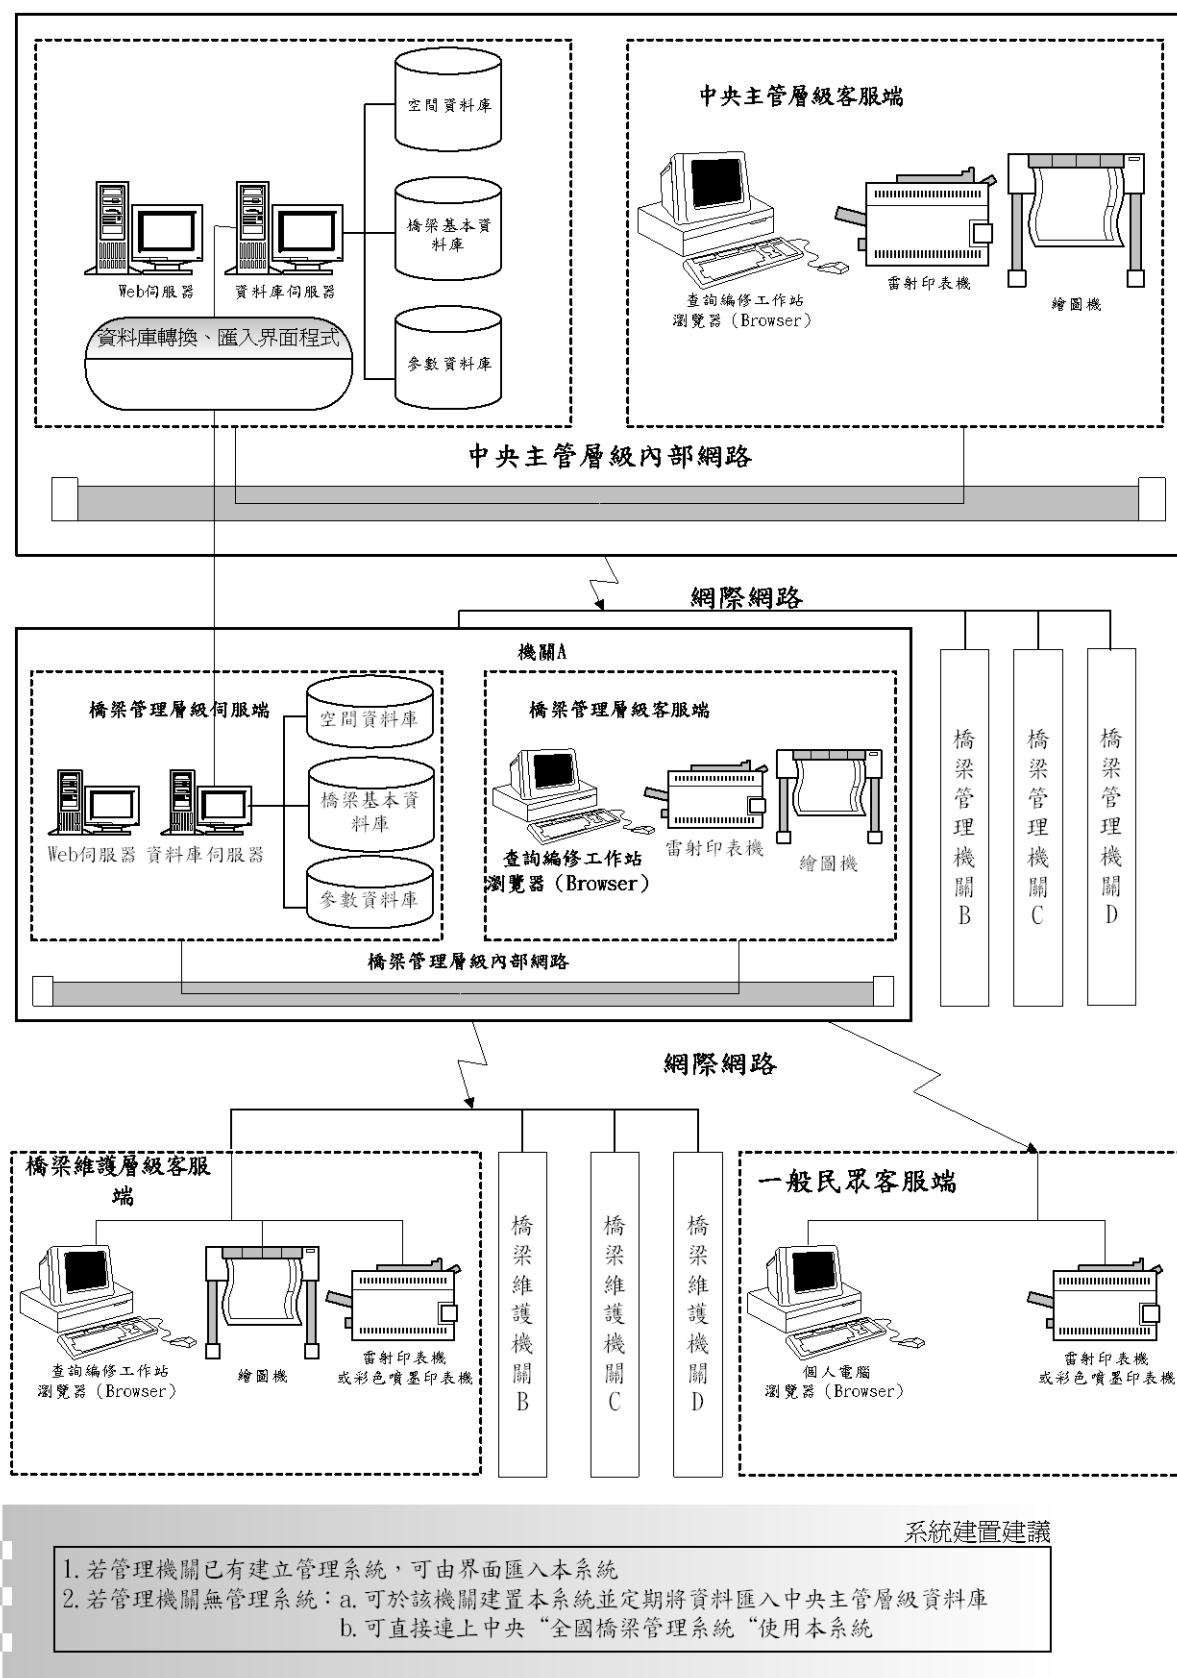 空間資料庫
中央主管層級客服端
橋梁基本資
料庫
Web伺服器
資料庫伺服器
查詢編修工作站
瀏覽器（Browser）
雷射印表機
繪圖機
資料庫轉換、匯入界面程式
參數資料庫
中央主管層級內部網路
網際網路
機關A
橋梁管理層級伺服端
空間資料庫
橋梁管理層級客服端
橋梁基本資
料庫
Web伺服器
資料庫伺服器
查詢編修工作站
瀏覽器（Browser）
雷射印表機
繪圖機
參數資料庫
橋梁管理層級內部網路
橋梁管理機關B
橋梁管理機關C
橋梁管理機關D
網際網路
橋梁維護層級客服
端
查詢編修工作站
瀏覽器（Browser）
繪圖機
雷射印表機
或彩色噴墨印表機
橋梁維護機關B
橋梁維護機關C
橋梁維護機關D
一般民眾客服端
個人電腦
瀏覽器（Browser）
雷射印表機
或彩色噴墨印表機
系統建置建議
1.若管理機關已有建立管理系統，可由界面匯入本系統
2.若管理機關無管理系統：a.可於該機關建置本系統並定期將資料匯入中央主管層級資料庫
b.可直接連上中央“全國橋梁管理系統“使用本系統